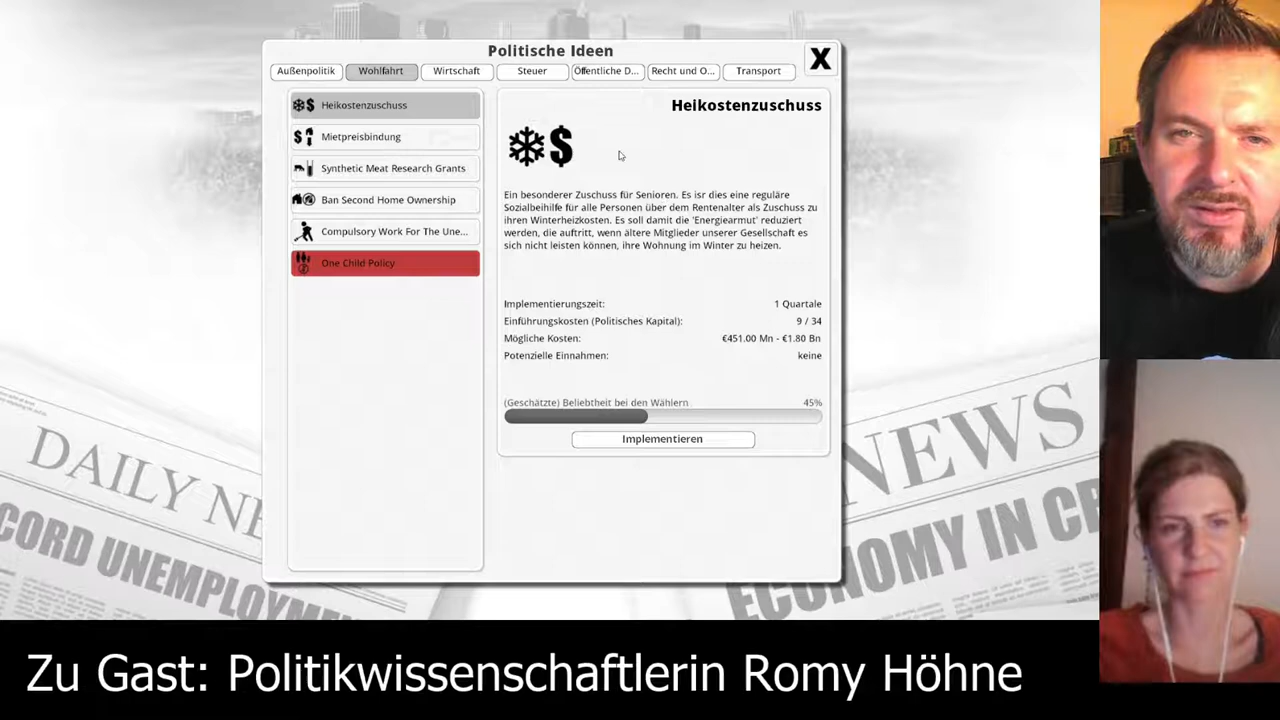 Politische Ideen
X
Außenpolitik
Wohlfahrt
Wirtschaft
Steuer
Öffentliche D...
Recht und O...
Transport
Heikostenzuschuss
Mietpreisbindung
Synthetic Meat Research Grants
Ban Second Home Ownership
Compulsory Work For The Une...
One Child Policy
Heikostenzuschuss
Ein besonderer Zuschuss für Senioren. Es isr dies eine reguläre
Sozialbeihilfe für alle Personen über dem Rentenalter als Zuschuss zu
ihren Winterheizkosten. Es soll damit die 'Energiearmut' reduziert
werden, die auftritt, wenn ältere Mitglieder unserer Gesellschaft es
sich nicht leisten können, ihre Wohnung im Winter zu heizen.
Implementierungszeit: 1 Quartale
Einführungskosten (Politisches Kapital): 9 / 34
Mögliche Kosten: €451.00 Mn - €1.80 Bn
Potenzielle Einnahmen: keine
(Geschätzte) Beliebtheit bei den Wählern 45%
Implementieren
DAILY NE
CORD UNEMPLOYM
NEWS
ECONOMY IN CR
Zu Gast: Politikwissenschaftlerin Romy Höhne